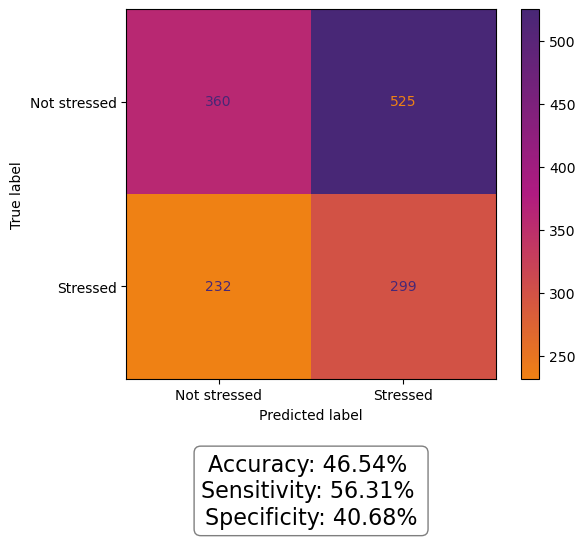 Not stressed
360
525
True label
Stressed
232
299
Not stressed
Stressed
Predicted label
500
450
400
350
300
250
Accuracy: 46.54%
Sensitivity: 56.31%
Specificity: 40.68%